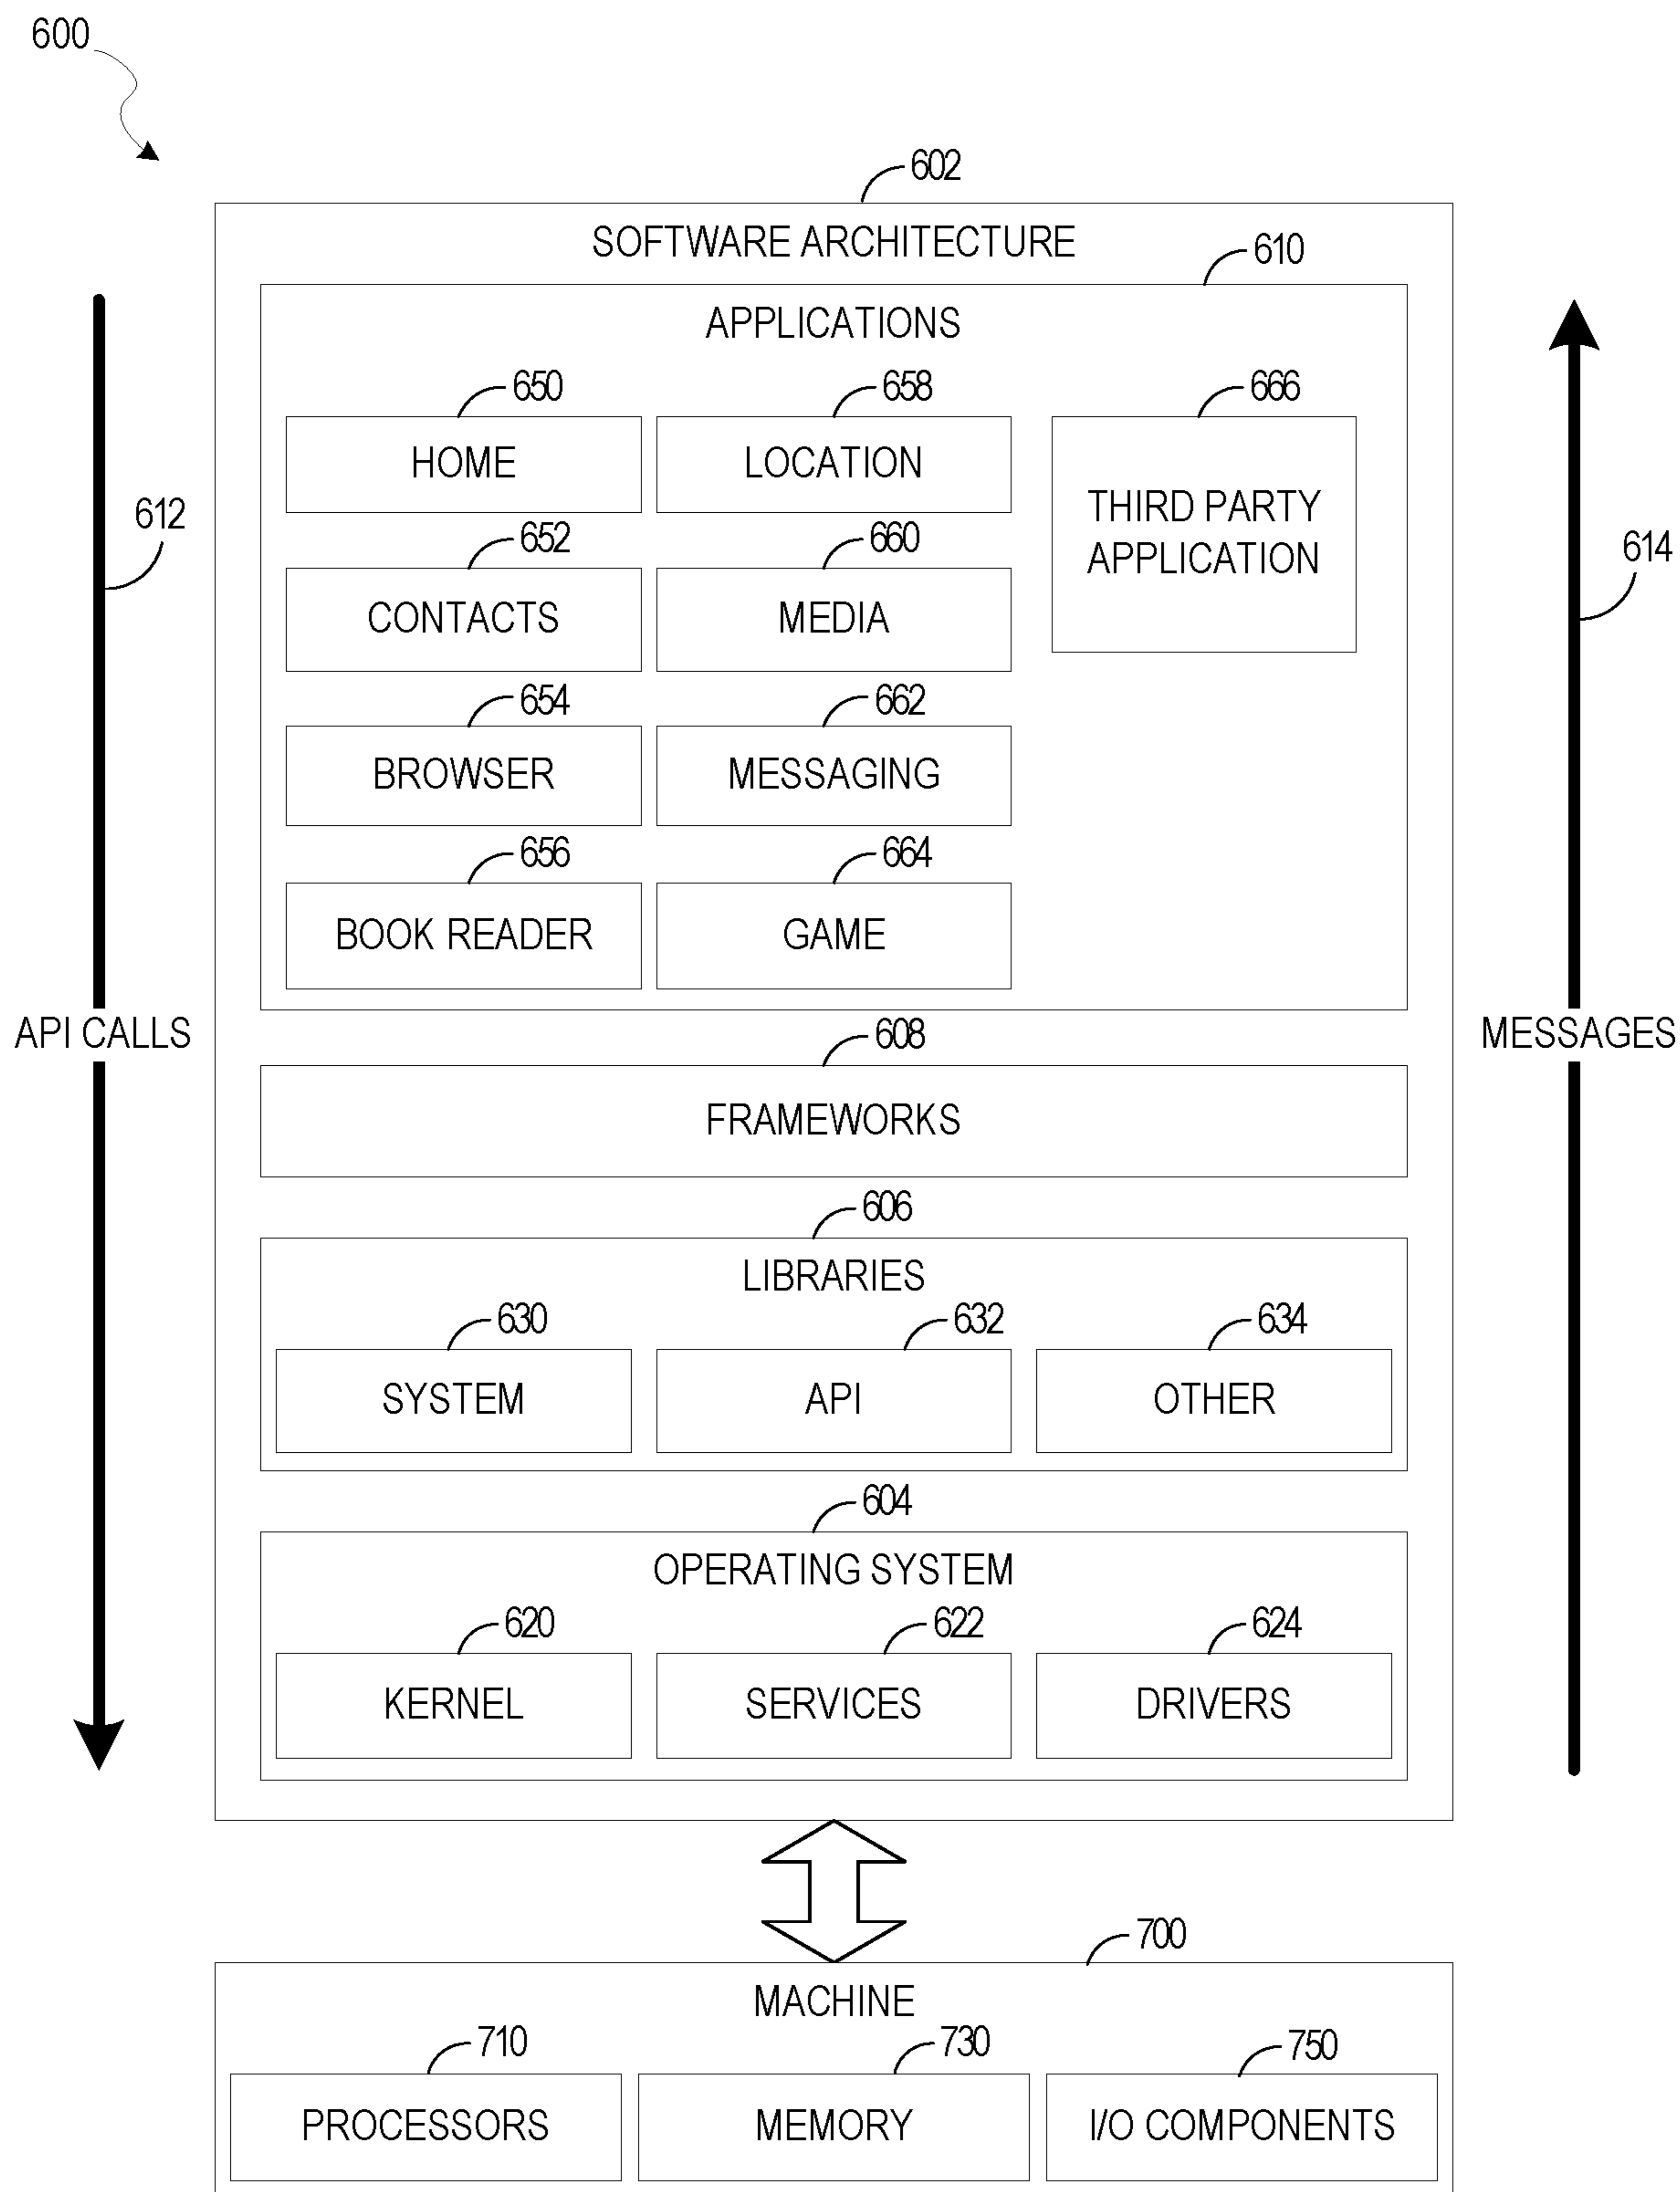 600
602
SOFTWARE ARCHITECTURE
610
APPLICATIONS
650
658
666
HOME
LOCATION
THIRD PARTY
APPLICATION
612
614
652
660
CONTACTS
MEDIA
654
662
BROWSER
MESSAGING
656
664
BOOK READER
GAME
API CALLS
MESSAGES
608
FRAMEWORKS
606
LIBRARIES
630
632
634
SYSTEM
API
OTHER
604
OPERATING SYSTEM
620
622
624
KERNEL
SERVICES
DRIVERS
700
MACHINE
710
730
750
PROCESSORS
MEMORY
I/O COMPONENTS